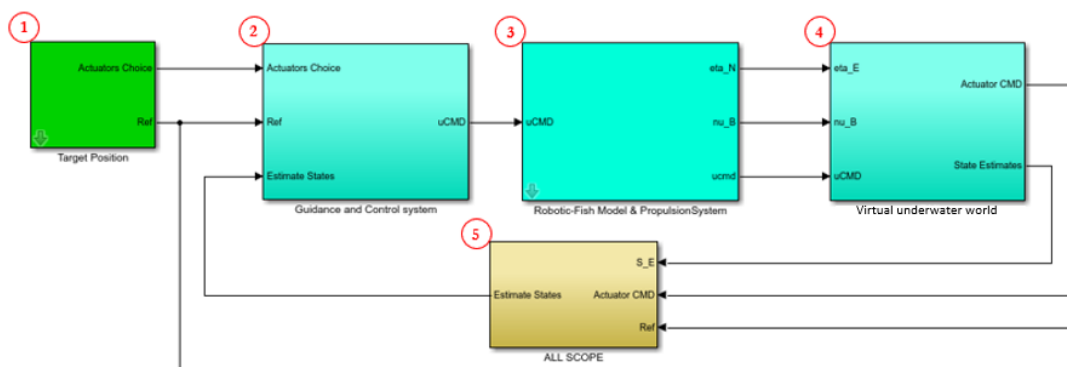 1
Actuators Choice
Ref
Target Position
2
Actuators Choice
Ref
Estimate States
uCMD
Guidance and Control system
3
uCMD
eta_N
nu_B
ucmd
Robotic-Fish Model & PropulsionSystem
4
eta_E
nu_B
uCMD
Actuator CMD
State Estimates
Virtual underwater world
5
S_E
Estimate States
Actuator CMD
Ref
ALL SCOPE